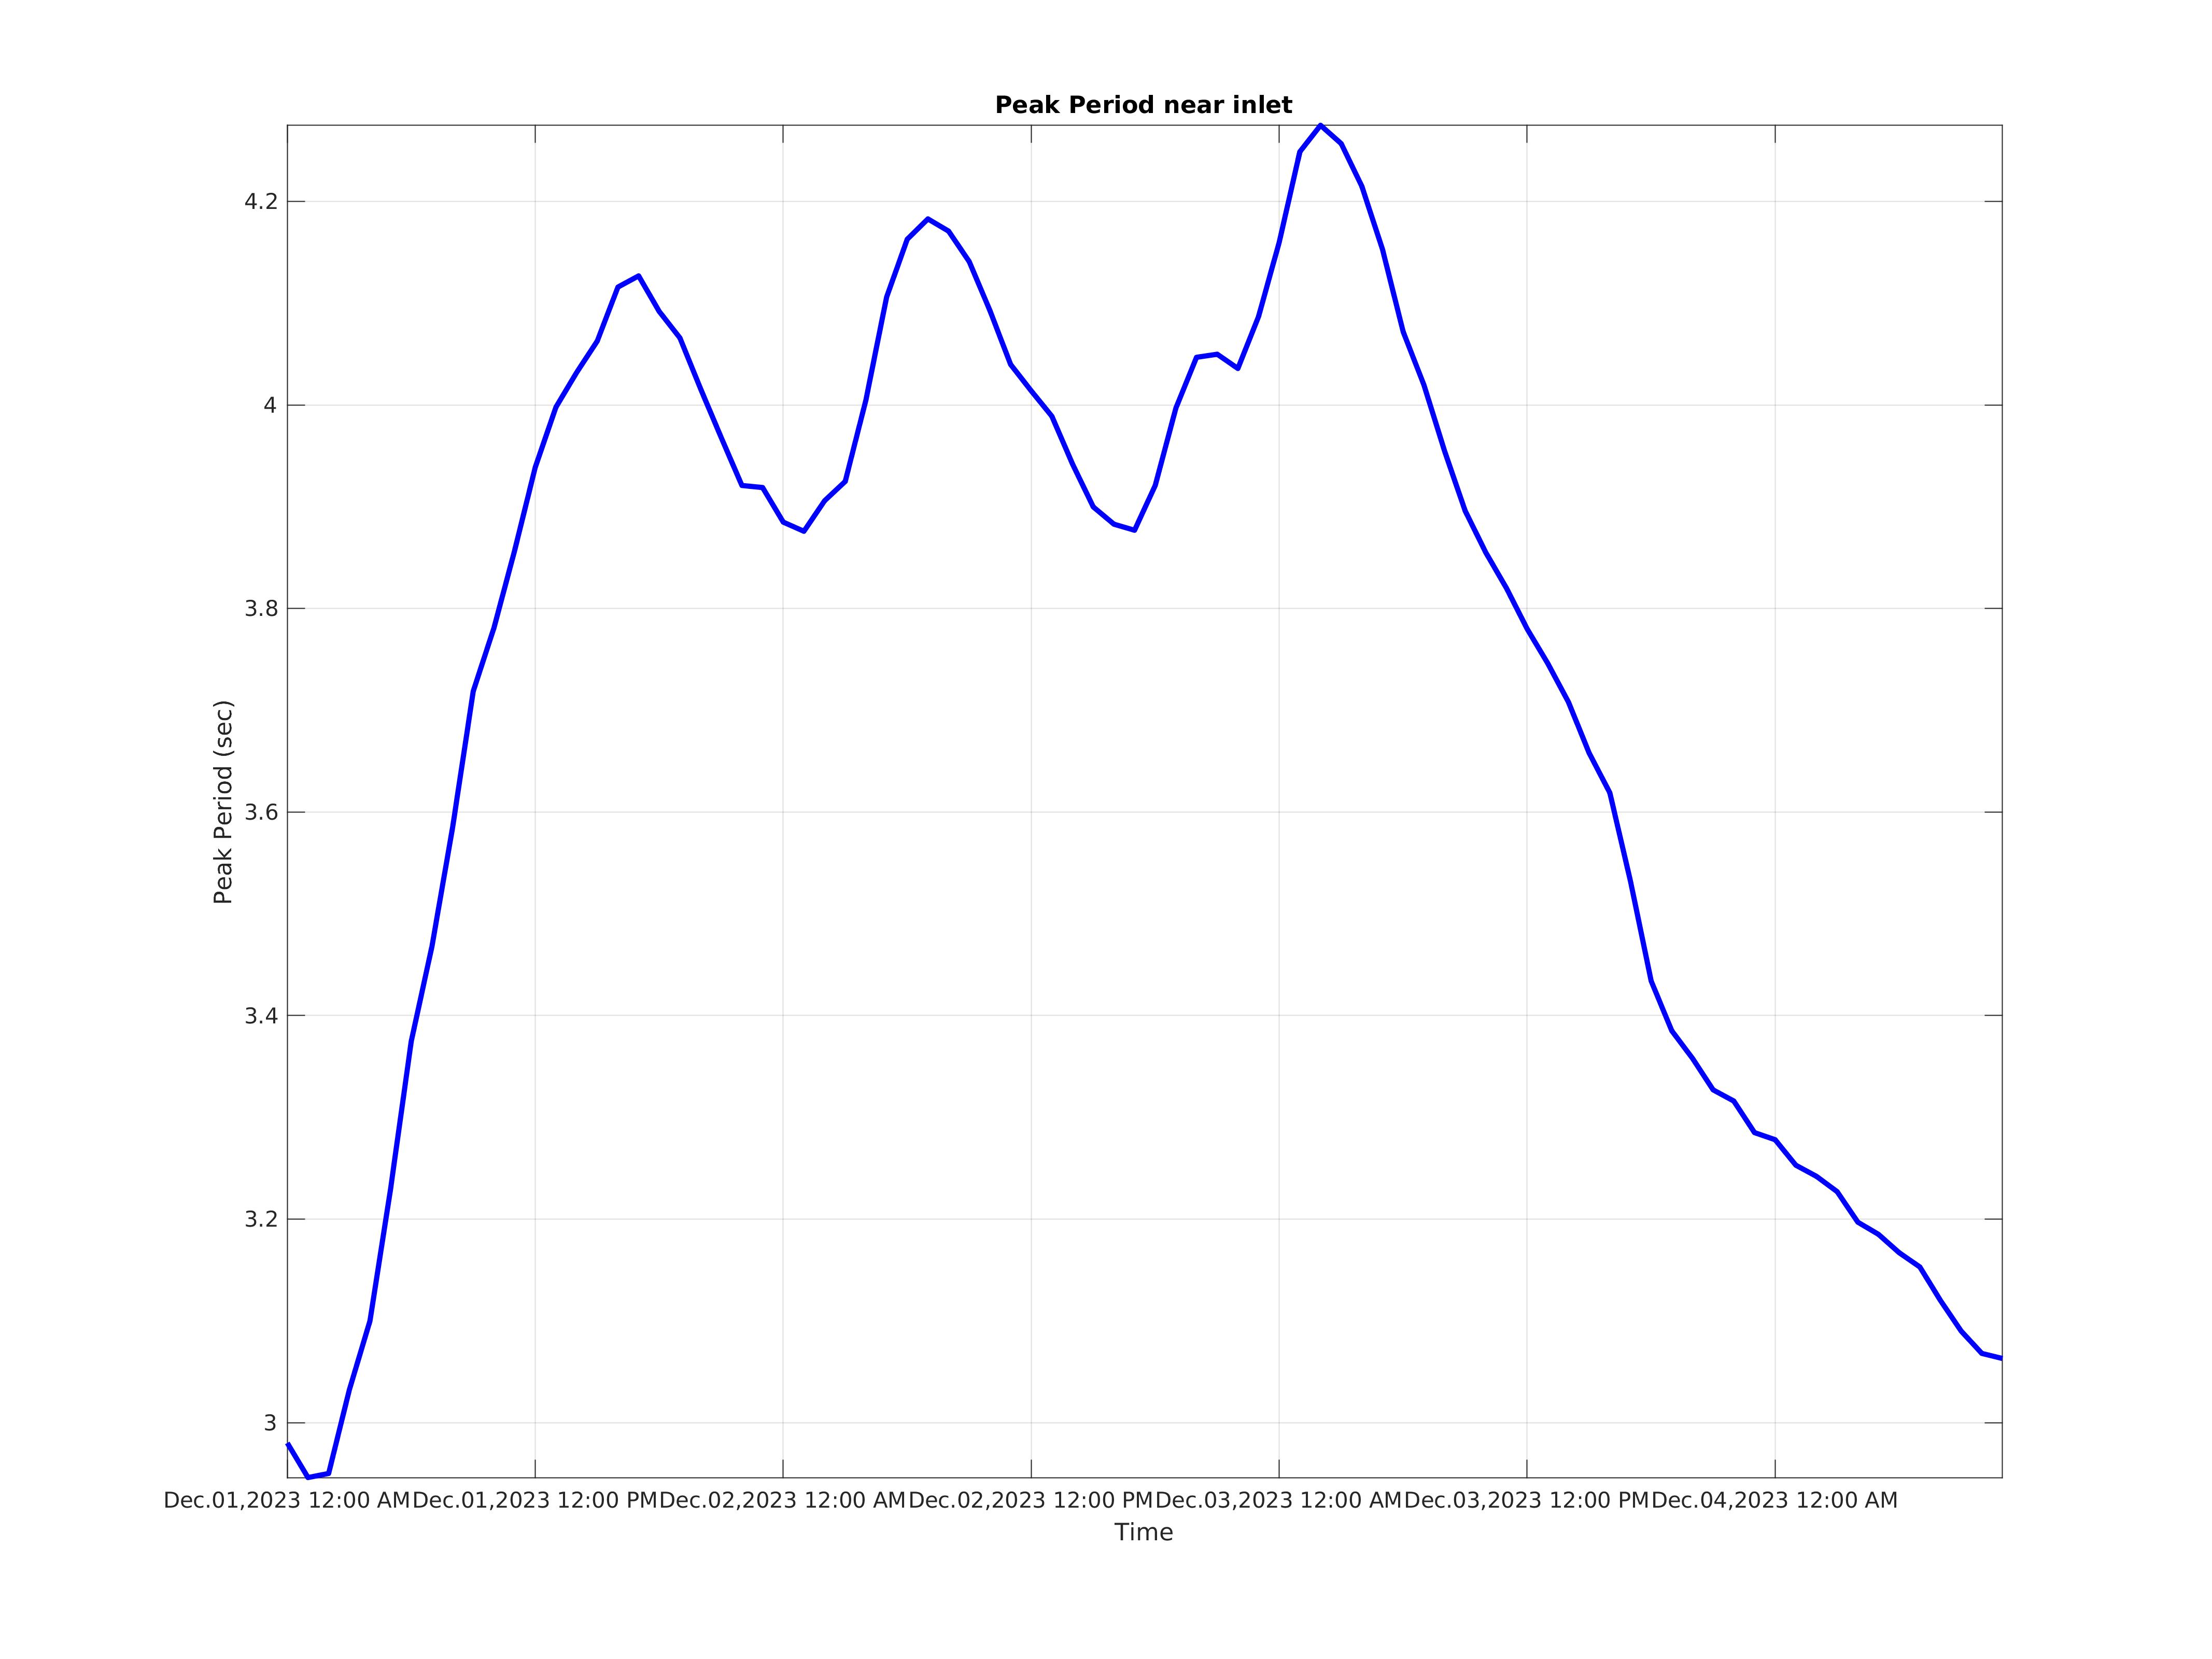 Peak Period near inlet
4.2
4
3.8
3.6
3.4
3.2
3
Peak Period (sec)
Dec.01,2023 12:00 AM Dec.01,2023 12:00 PM Dec.02,2023 12:00 AM Dec.02,2023 12:00 PM Dec.03,2023 12:00 AM Dec.03,2023 12:00 PM Dec.04,2023 12:00 AM
Time